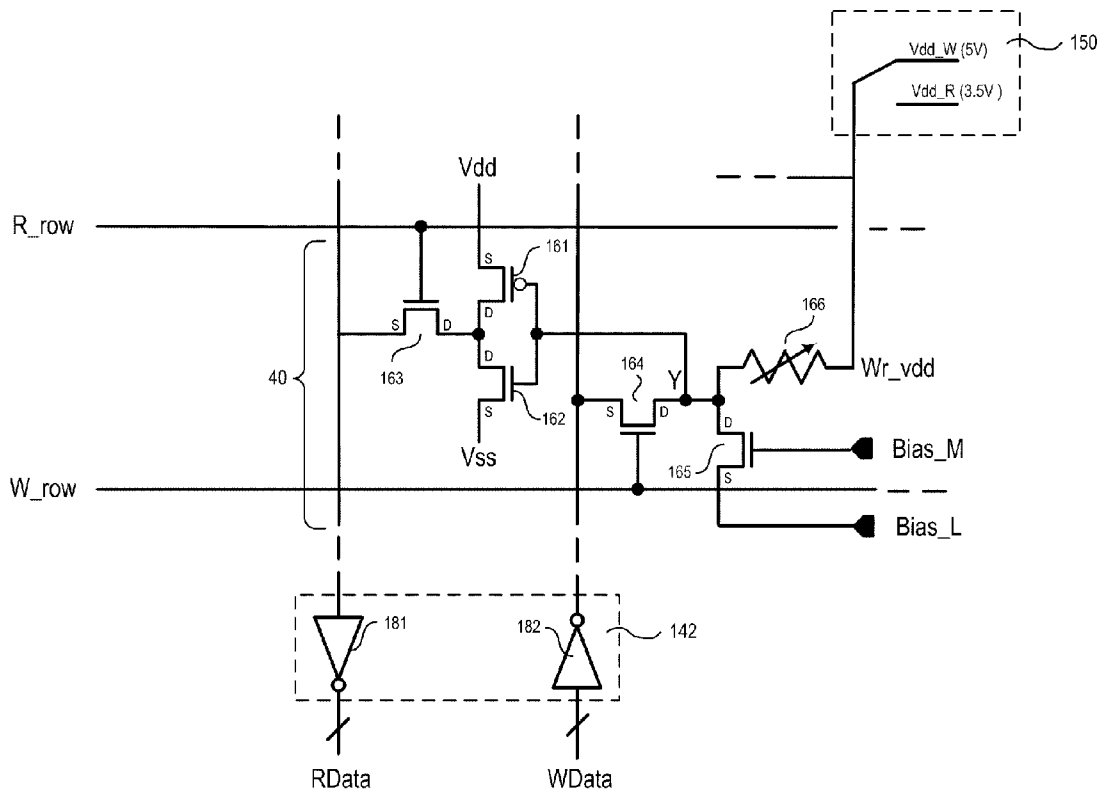 Vdd_W (5V)
150
Vdd_R (3.5V )
Vdd
R_row
S
161
D
166
S
D
163
D
164
Y
Wr_vdd
40
S
162
S
D
D
165
Bias_M
Vss
S
W_row
Bias_L
181
182
142
RData
WData